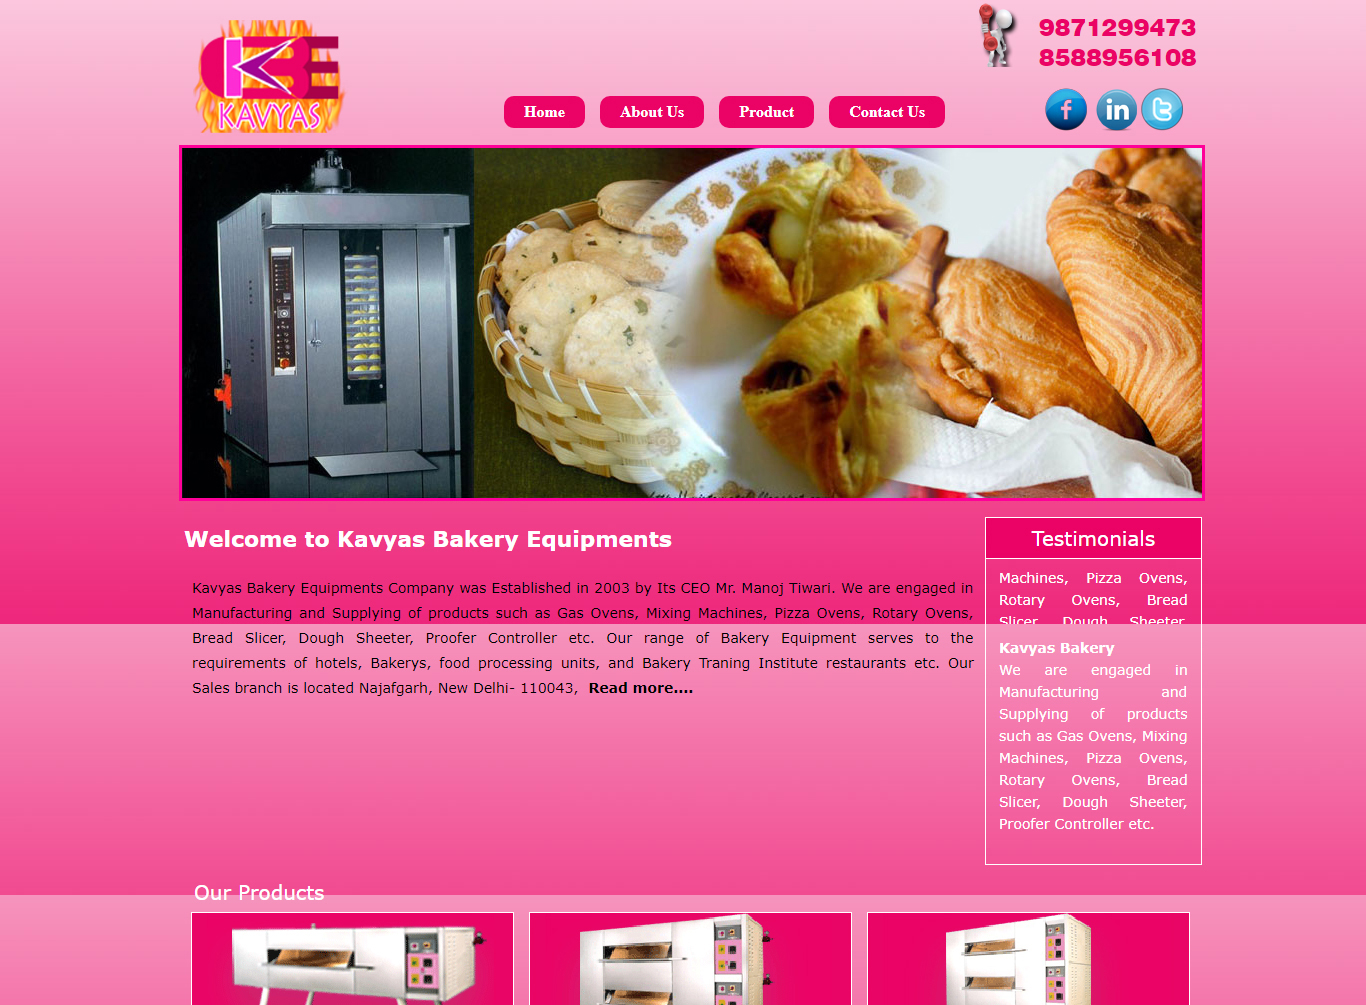 KBE
KAVYAS
9871299473
8588956108
Home
About Us
Product
Contact Us
f
in
t
Welcome to Kavyas Bakery Equipments
Kavyas Bakery Equipments Company was Established in 2003 by Its CEO Mr. Manoj Tiwari. We are engaged in
Manufacturing and Supplying of products such as Gas Ovens, Mixing Machines, Pizza Ovens, Rotary Ovens,
Bread Slicer, Dough Sheeter, Proofer Controller etc. Our range of Bakery Equipment serves to the
requirements of hotels, Bakerys, food processing units, and Bakery Traning Institute restaurants etc. Our
Sales branch is located Najafgarh, New Delhi- 110043, Read more....
Testimonials
Machines, Pizza Ovens,
Rotary Ovens, Bread
Slicer, Dough Sheeter,
Kavyas Bakery
We are engaged in
Manufacturing and
Supplying of products
such as Gas Ovens, Mixing
Machines, Pizza Ovens,
Rotary Ovens, Bread
Slicer, Dough Sheeter,
Proofer Controller etc.
Our Products